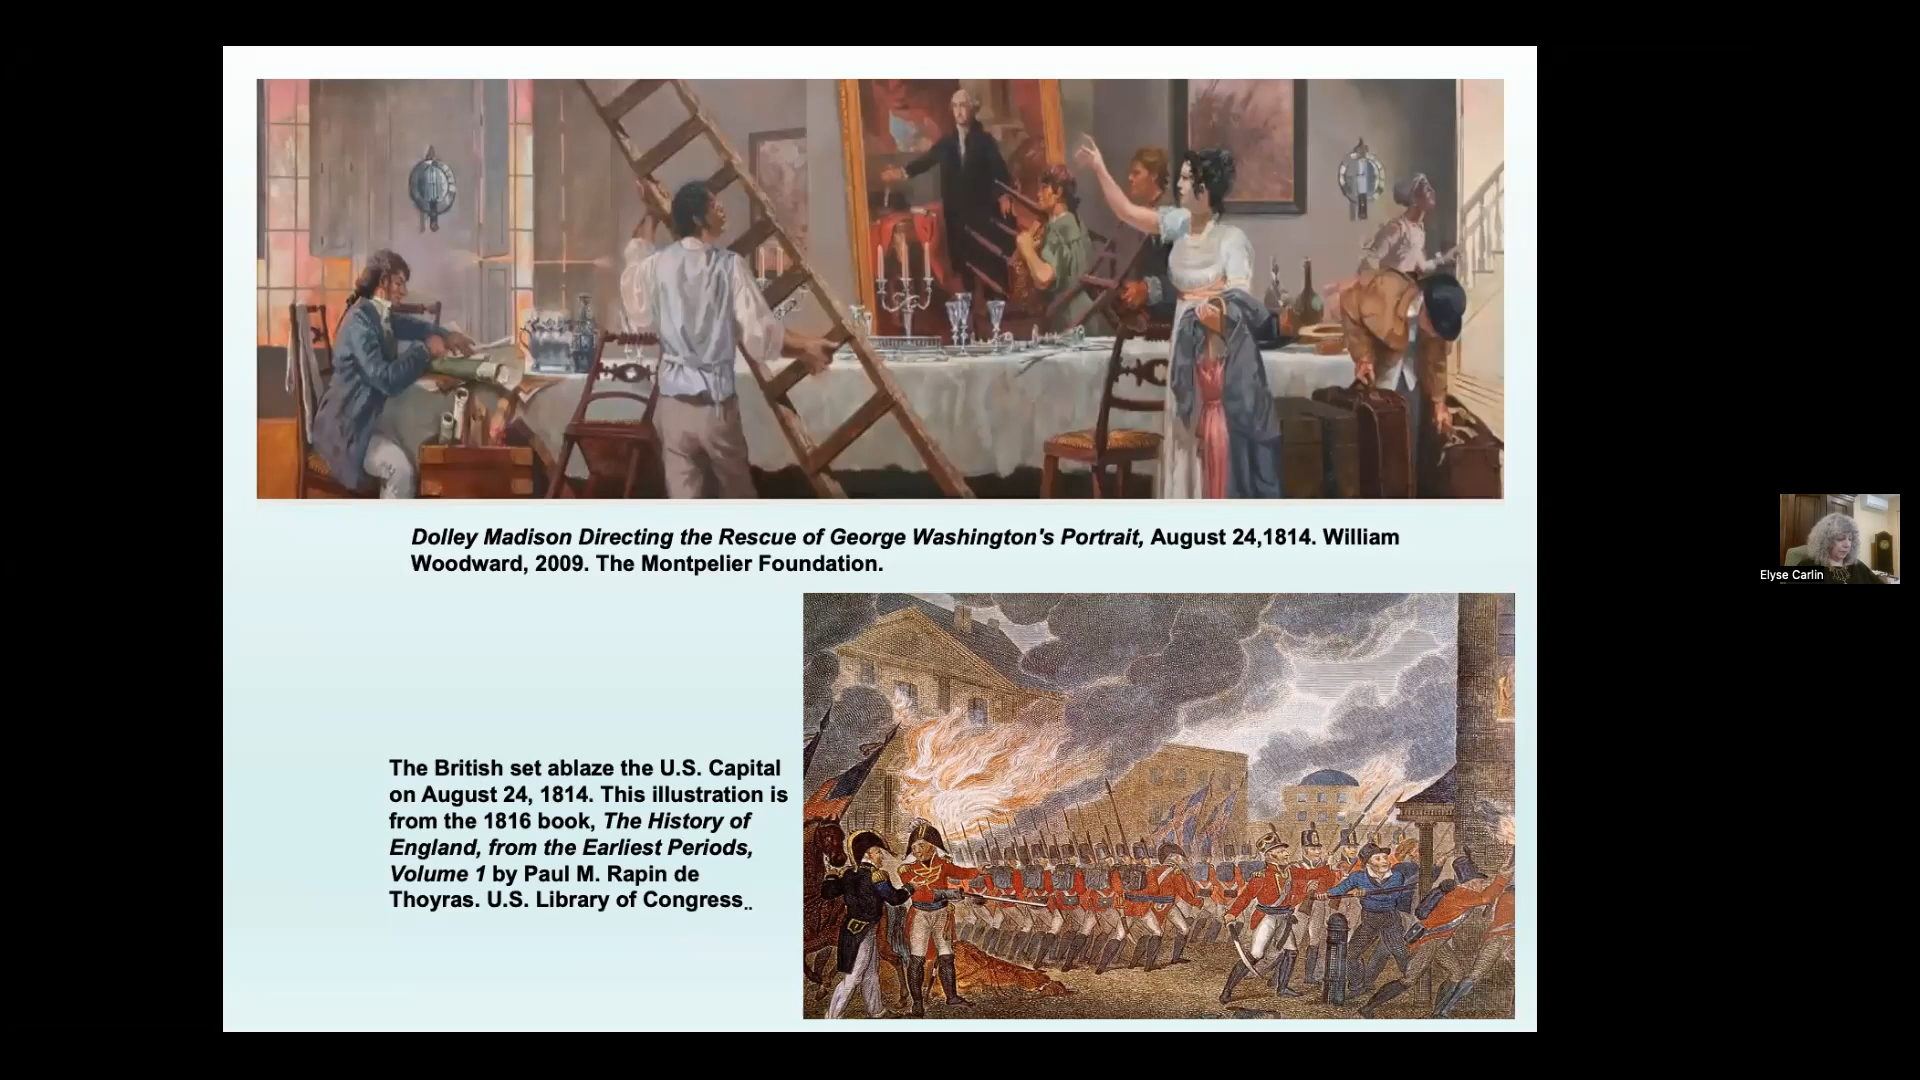 Dolley Madison Directing the Rescue of George Washington's Portrait, August 24,1814. William
Woodward, 2009. The Montpelier Foundation.
Elyse Carlin
The British set ablaze the U.S. Capital
on August 24, 1814. This illustration is
from the 1816 book, The History of
England, from the Earliest Periods,
Volume 1 by Paul M. Rapin de
Thoyras. U.S. Library of Congress..